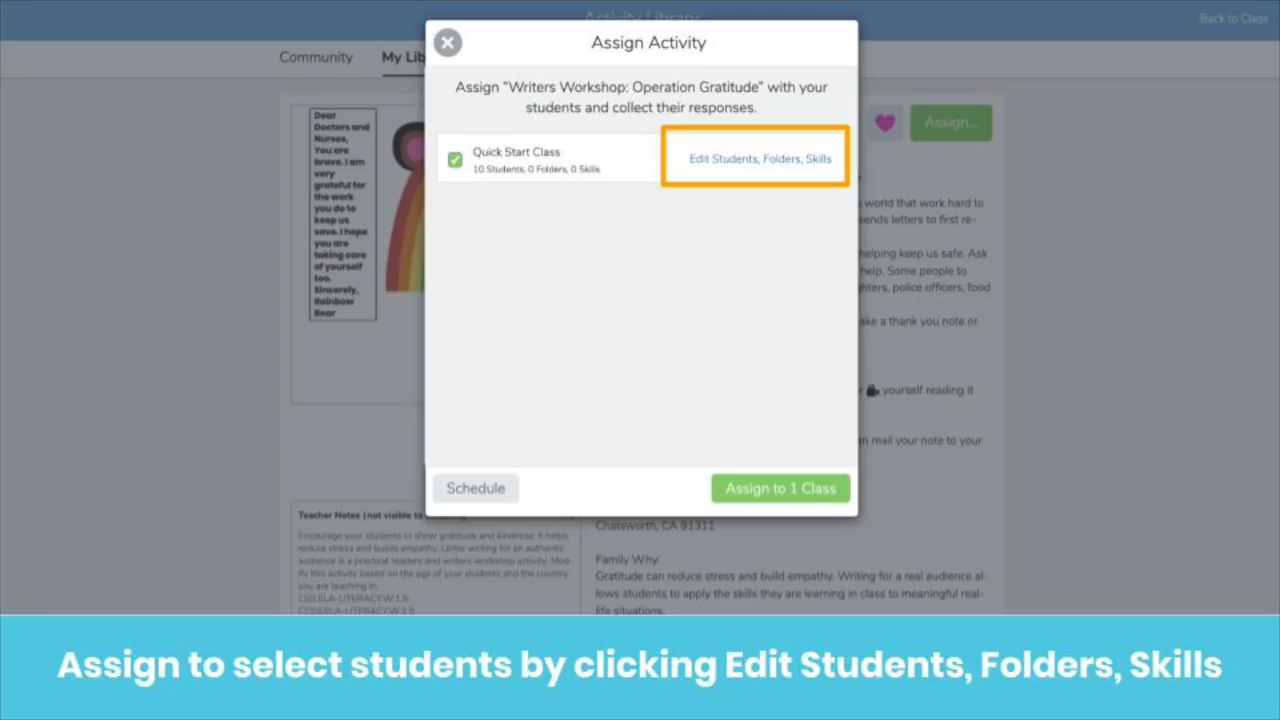 Activity Library
Back to Class
Community
My Lib
Assign Activity
Assign "Writers Workshop: Operation Gratitude" with your
students and collect their responses.
Quick Start Class
10 Students, 0 Folders, 0 Skills
Edit Students, Folders, Skills
Schedule
Assign to 1 Class
Dear
Doctors and
Nurses,
You are
brave. I am
very
grateful for
the work
you do to
keep us
save. I hope
you are
taking care
of yourself
too.
Sincerely,
Rainbow
Bear
Assign...
world that work hard to
sends letters to first re-
helping keep us safe. Ask
help. Some people to
hters, police officers, food
ake a thank you note or
yourself reading it
n mail your note to your
Teacher Notes (not visible to
Encourage your students to show gratitude and kindness. It helps
reduce stress and builds empathy. Letter writing for an authentic
audience is a practical readers and writers workshop activity. Mod-
ify this activity based on the age of your students and the country
you are teaching in.
CSS.ELA-LITERACY.W.1.5
CCSS.ELA-LITERACY.W.2.5
Chatsworth, CA 91311
Family Why:
Gratitude can reduce stress and build empathy. Writing for a real audience al-
lows students to apply the skills they are learning in class to meaningful real-
life situations.
Assign to select students by clicking Edit Students, Folders, Skills